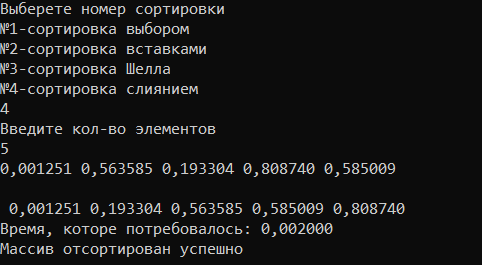 Выберете номер сортировки
№1-сортировка выбором
№2-сортировка вставками
№3-сортировка Шелла
№4-сортировка слиянием
4
Введите кол-во элементов
5
0,001251 0,563585 0,193304 0,808740 0,585009
0,001251 0,193304 0,563585 0,585009 0,808740
Время, которе потребовалось: 0,002000
Массив отсортирован успешно